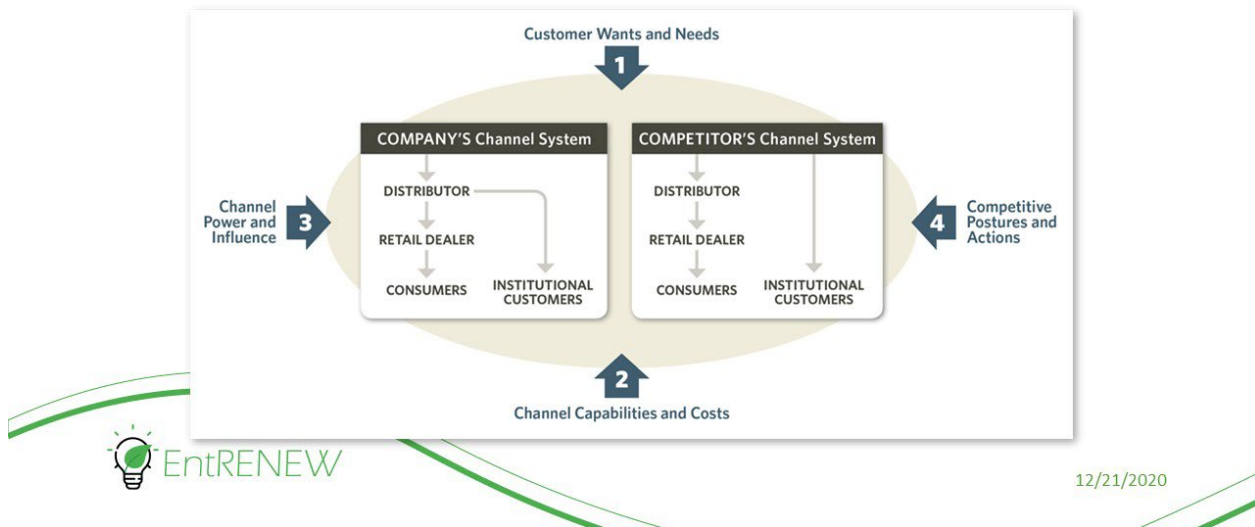 Customer Wants and Needs
1
COMPANY'S Channel System
DISTRIBUTOR
RETAIL DEALER
CONSUMERS
INSTITUTIONAL
CUSTOMERS
COMPETITOR'S Channel System
DISTRIBUTOR
RETAIL DEALER
CONSUMERS
INSTITUTIONAL
CUSTOMERS
Channel
Power and
Influence
3
4
Competitive
Postures and
Actions
2
Channel Capabilities and Costs
EntRENEW
12/21/2020